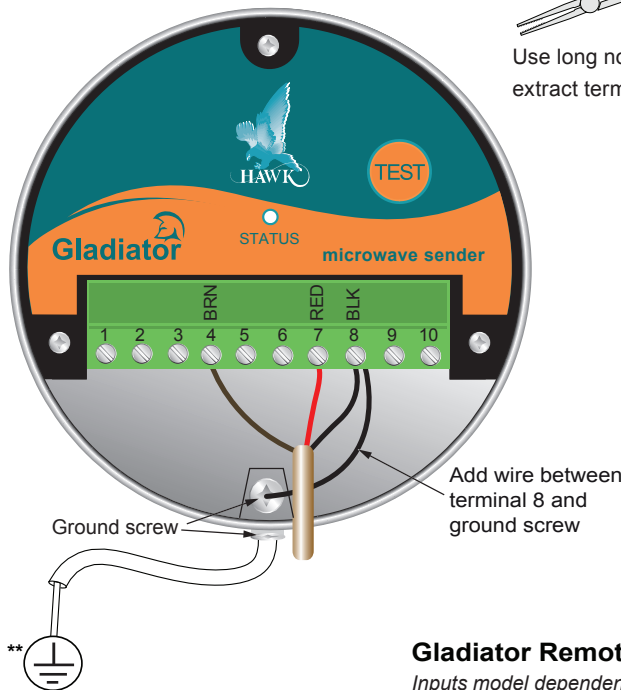 Use long no
extract term
HAWK
TEST
STATUS
Gladiator
microwave sender
BRN RED BLK
1 2 3 4 5 6 7 8 9 10
Add wire between
terminal 8 and
ground screw
Ground screw
**
Gladiator Remot
Inputs model dependen